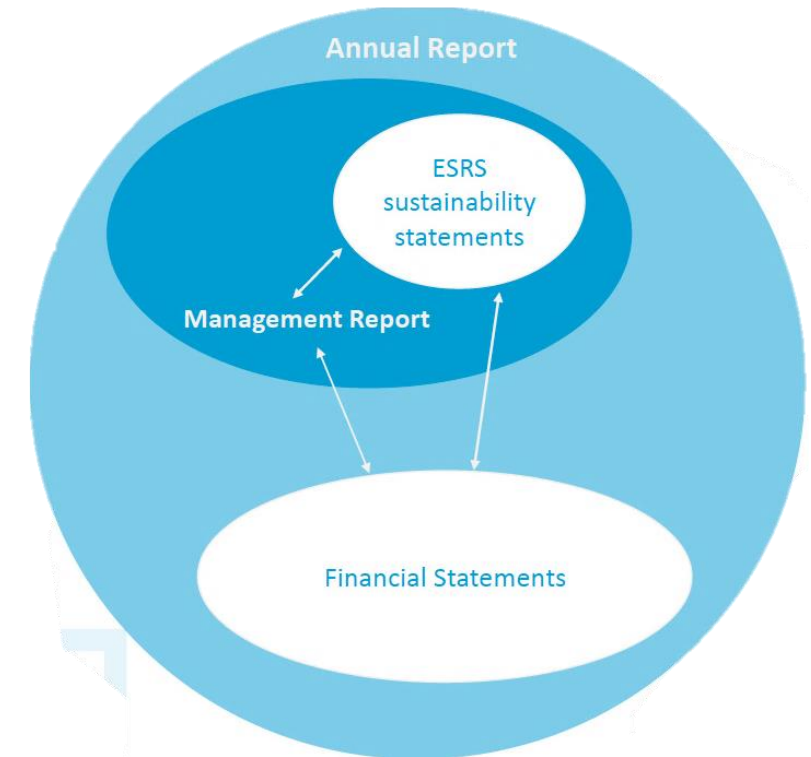 Annual Report
ESRS
sustainability
statements
Management Report
Financial Statements